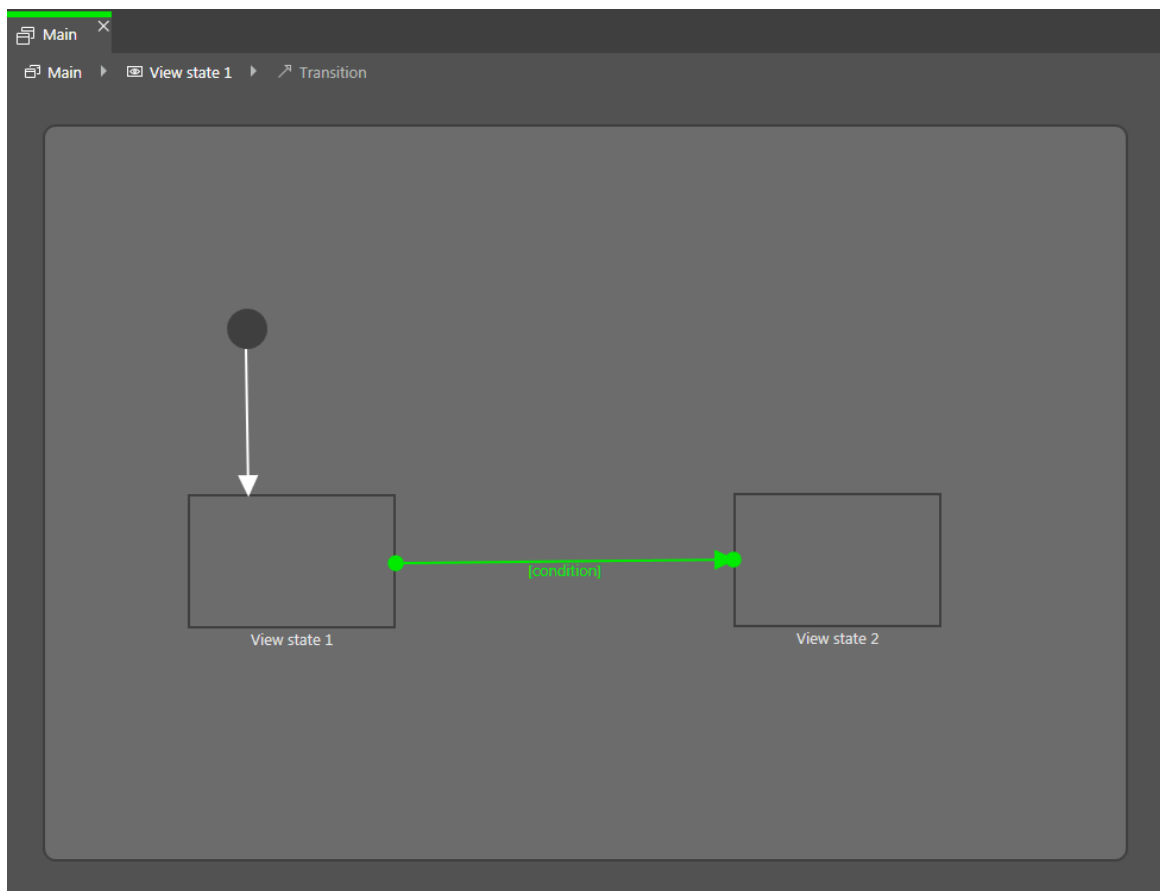 Main
Main View state 1 Transition
[condition]
View state 1
View state 2